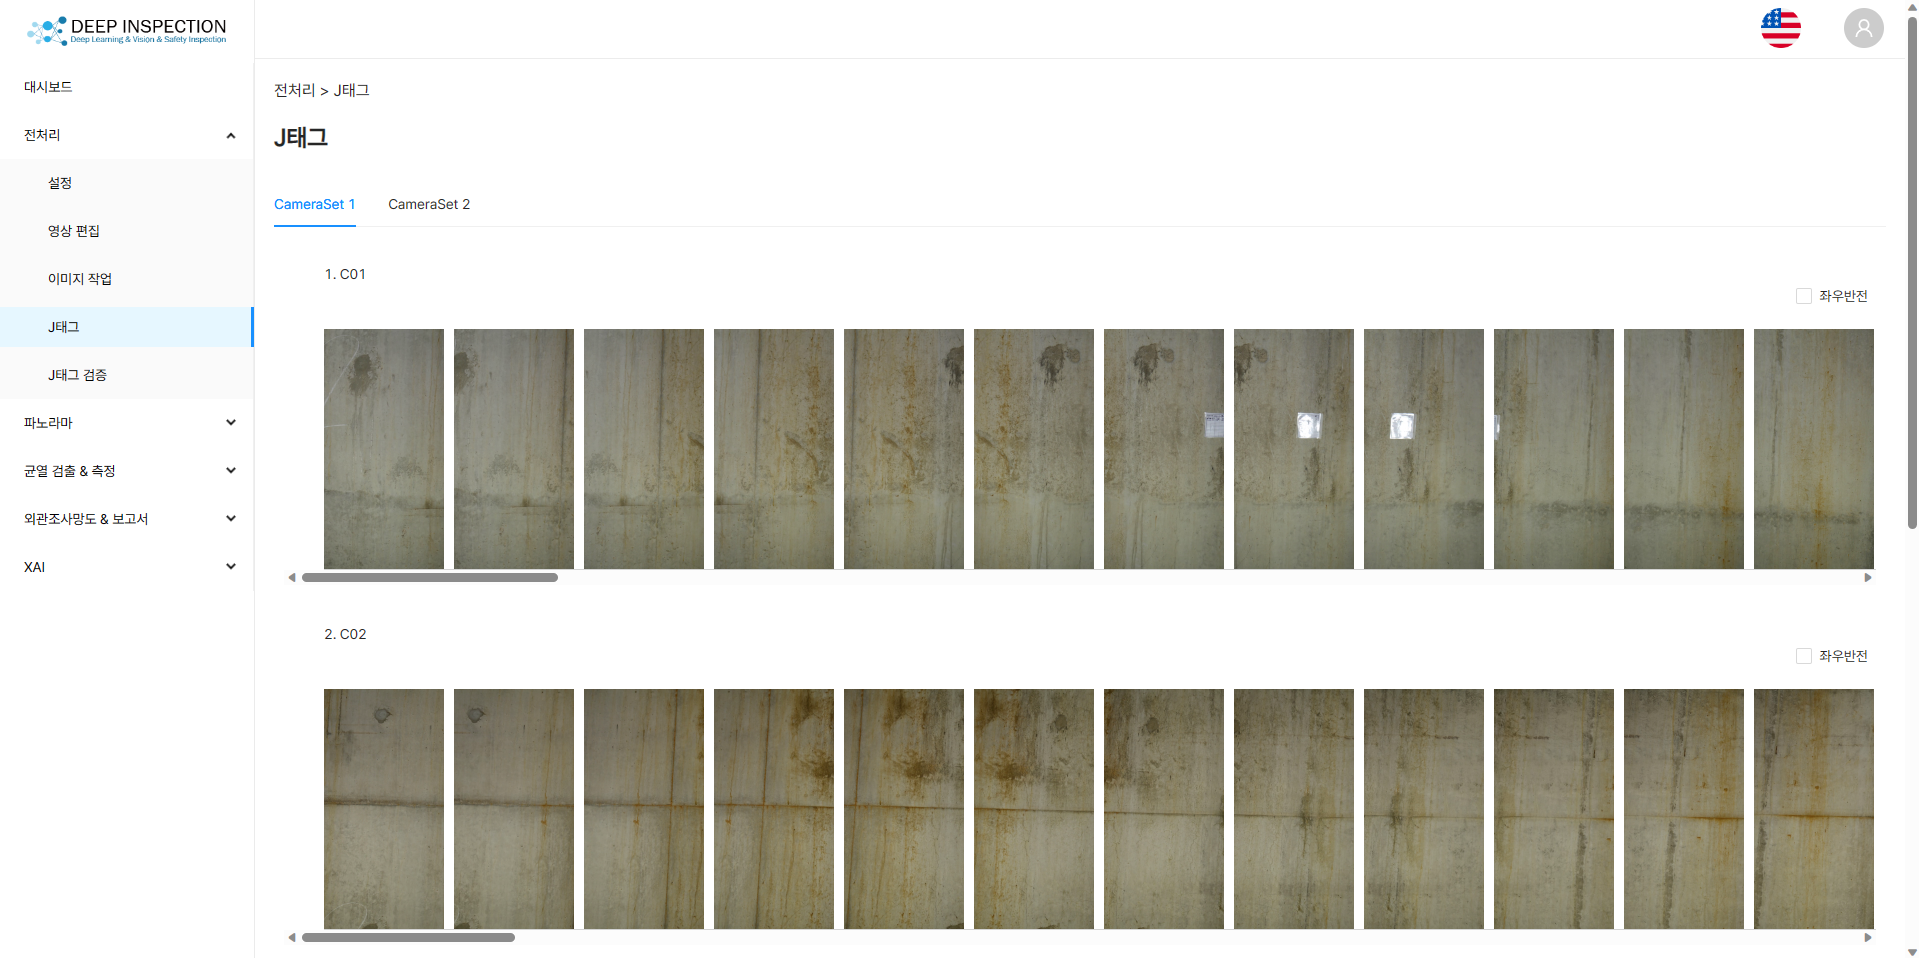 DEEP INSPECTION
Deep Learning & Vision & Safety Inspection
대시보드
전처리
설정
영상 편집
이미지 작업
J태그
J태그 검증
파노라마
균열 검출 & 측정
외관조사망도 & 보고서
XAI
전처리 > J태그
J태그
CameraSet 1
CameraSet 2
1. C01
좌우반전
2. C02
좌우반전